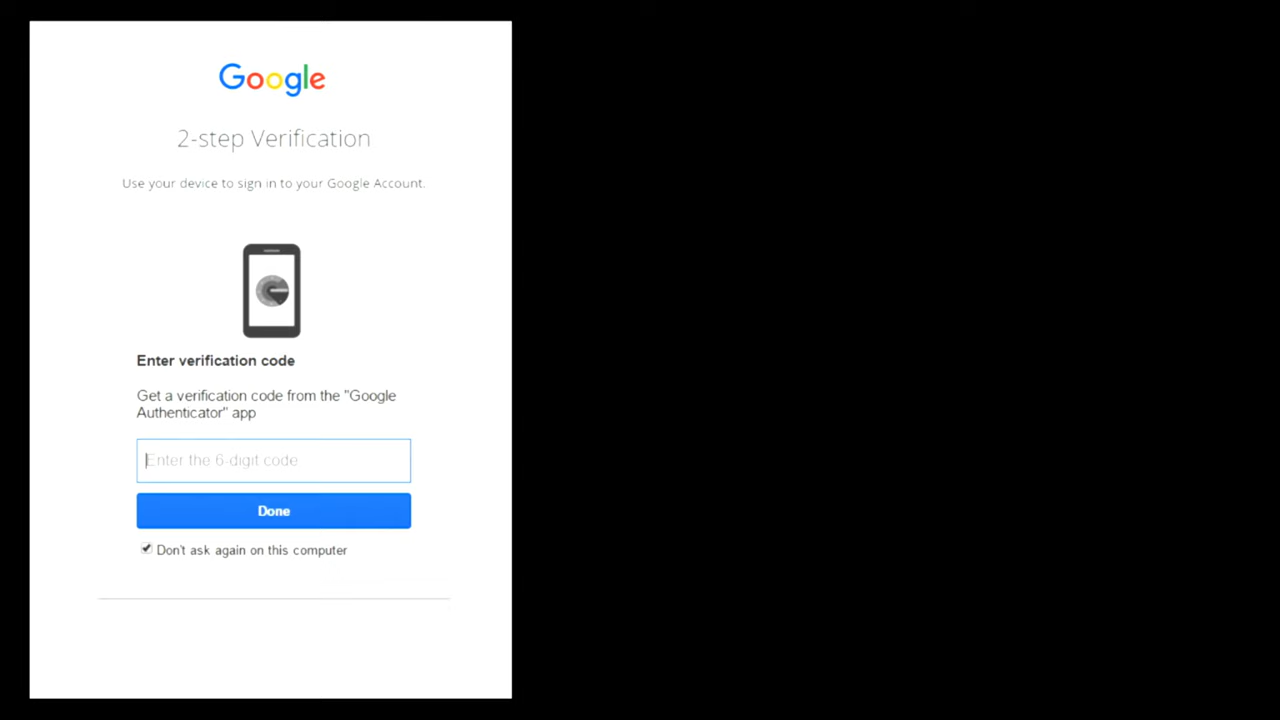 Google
2-step Verification
Use your device to sign in to your Google Account.
Enter verification code
Get a verification code from the "Google
Authenticator" app
Enter the 6-digit code
Done
Don't ask again on this computer